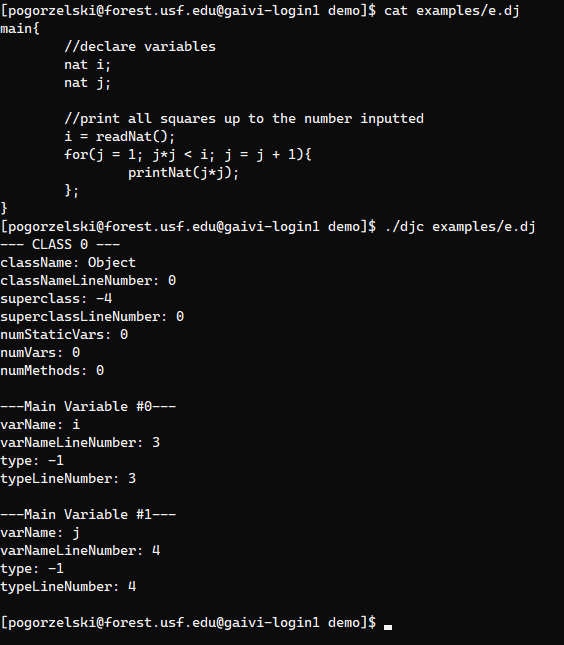 [pogorzelski@forest.usf.edu@gaivi-login1 demo]$ cat examples/e.dj
main{
        //declare variables
        nat i;
        nat j;

        //print all squares up to the number inputted
        i = readNat();
        for(j = 1; j*j < i; j = j + 1){
                printNat(j*j);
        };
}
[pogorzelski@forest.usf.edu@gaivi-login1 demo]$ ./djc examples/e.dj
--- CLASS 0 ---
className: Object
classNameLineNumber: 0
superclass: -4
superclassLineNumber: 0
numStaticVars: 0
numVars: 0
numMethods: 0

---Main Variable #0---
varName: i
varNameLineNumber: 3
type: -1
typeLineNumber: 3

---Main Variable #1---
varName: j
varNameLineNumber: 4
type: -1
typeLineNumber: 4

[pogorzelski@forest.usf.edu@gaivi-login1 demo]$